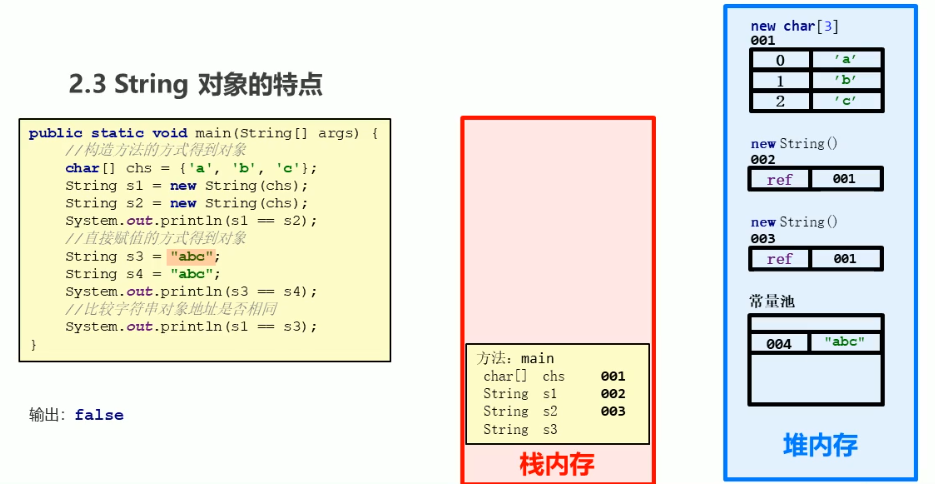 2.3 String 对象的特点
public static void main(String[] args) {
//构造方法的方式得到对象
char[] chs = {'a', 'b', 'c'};
String s1 = new String(chs);
String s2 = new String(chs);
System.out.println(s1 == s2);
//直接赋值的方式得到对象
String s3 = "abc";
String s4 = "abc";
System.out.println(s3 == s4);
//比较字符串对象地址是否相同
System.out.println(s1 == s3);
}
输出: false
方法: main
char[] chs 001
String s1 002
String s2 003
String s3
栈内存
new char[3]
001
0 'a'
1 'b'
2 'c'
new String()
002
ref 001
new String()
003
ref 001
常量池
004 "abc"
堆内存